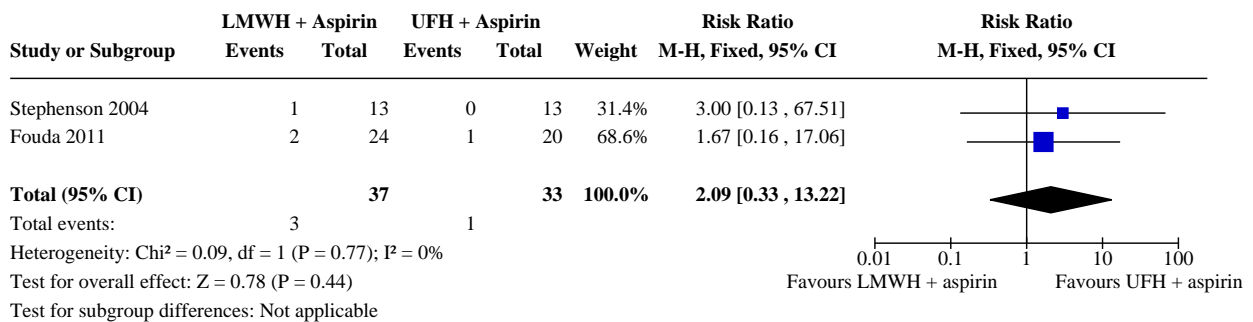 LMWH + Aspirin UFH + Aspirin Risk Ratio Risk Ratio
Study or Subgroup Events Total Events Total Weight M-H, Fixed, 95% CI M-H, Fixed, 95% CI
Stephenson 2004 1 13 0 13 31.4% 3.00 [0.13 , 67.51]
Fouda 2011 2 24 1 20 68.6% 1.67 [0.16 , 17.06]
Total (95% CI) 37 33 100.0% 2.09 [0.33 , 13.22]
Total events: 3 1
Heterogeneity: Chi² = 0.09, df = 1 (P = 0.77); I² = 0%
0.01 0.1 1 10 100
Test for overall effect: Z = 0.78 (P = 0.44)
Favours LMWH + aspirin Favours UFH + aspirin
Test for subgroup differences: Not applicable